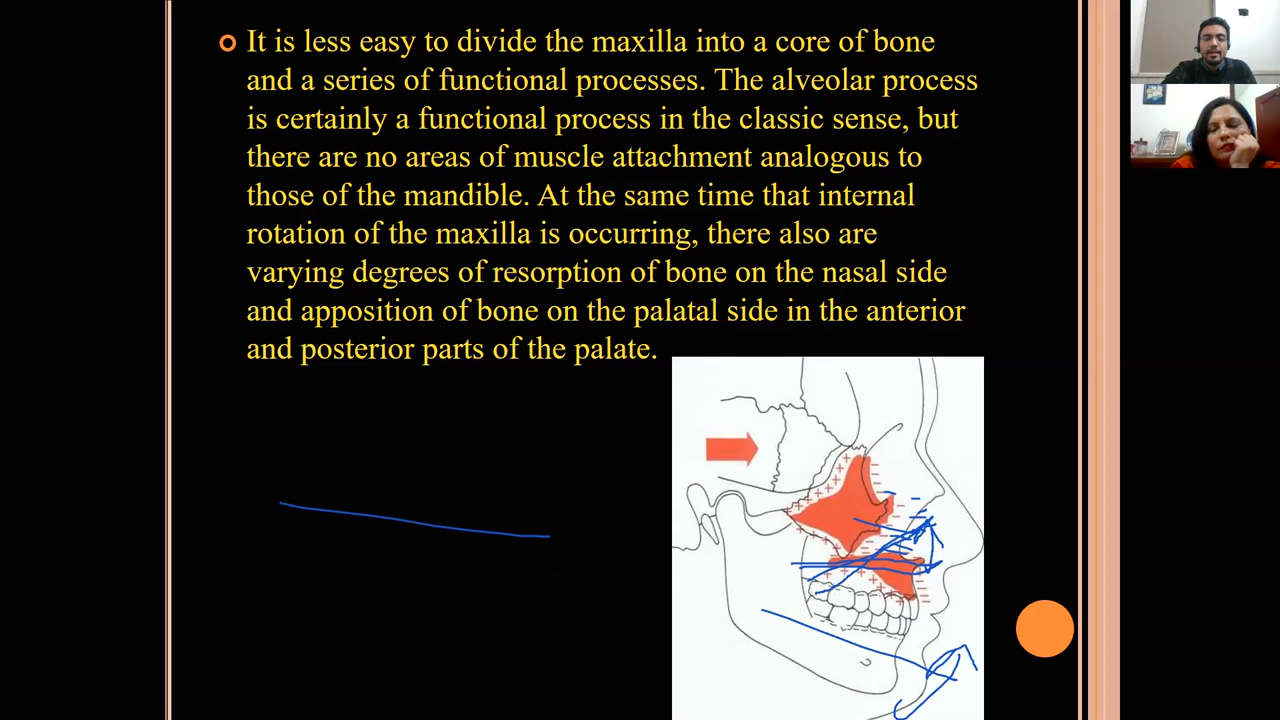 It is less easy to divide the maxilla into a core of bone
and a series of functional processes. The alveolar process
is certainly a functional process in the classic sense, but
there are no areas of muscle attachment analogous to
those of the mandible. At the same time that internal
rotation of the maxilla is occurring, there also are
varying degrees of resorption of bone on the nasal side
and apposition of bone on the palatal side in the anterior
and posterior parts of the palate.